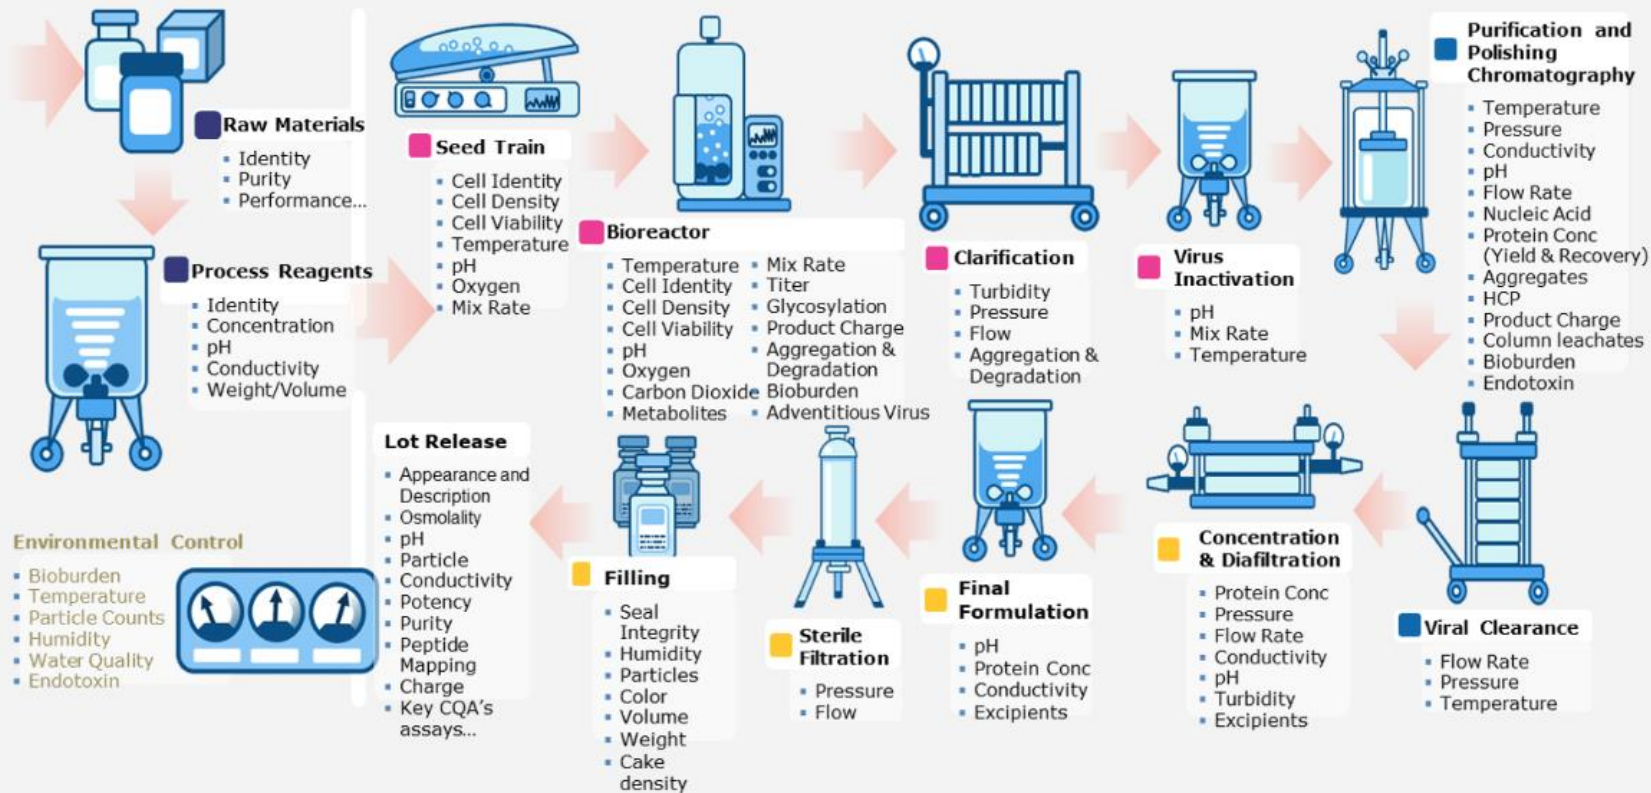 Raw Materials
Identity
Purity
Performance...
Process Reagents
Identity
Concentration
pH
Conductivity
Weight/Volume
Seed Train
Cell Identity
Cell Density
Cell Viability
Temperature
pH
Oxygen
Mix Rate
Bioreactor
Temperature
Cell Identity
Cell Density
Cell Viability
pH
Oxygen
Carbon Dioxide
Metabolites
Mix Rate
Titer
Glycosylation
Product Charge
Aggregation &
Degradation
Bioburden
Adventitious Virus
Clarification
Turbidity
Pressure
Flow
Aggregation &
Degradation
Virus
Inactivation
pH
Mix Rate
Temperature
Purification and
Polishing
Chromatography
Temperature
Pressure
Conductivity
pH
Flow Rate
Nucleic Acid
Protein Conc
(Yield & Recovery)
Aggregates
HCP
Product Charge
Column leachates
Bioburden
Endotoxin
Viral Clearance
Flow Rate
Pressure
Temperature
Concentration
& Diafiltration
Protein Conc
Pressure
Flow Rate
Conductivity
pH
Turbidity
Excipients
Final
Formulation
pH
Protein Conc
Conductivity
Excipients
Sterile
Filtration
Pressure
Flow
Filling
Seal
Integrity
Humidity
Particles
Color
Volume
Weight
Cake
density
Lot Release
Appearance and
Description
Osmolality
pH
Particle
Conductivity
Potency
Purity
Peptide
Mapping
Charge
Key CQA's
assays...
Environmental Control
Bioburden
Temperature
Particle Counts
Humidity
Water Quality
Endotoxin